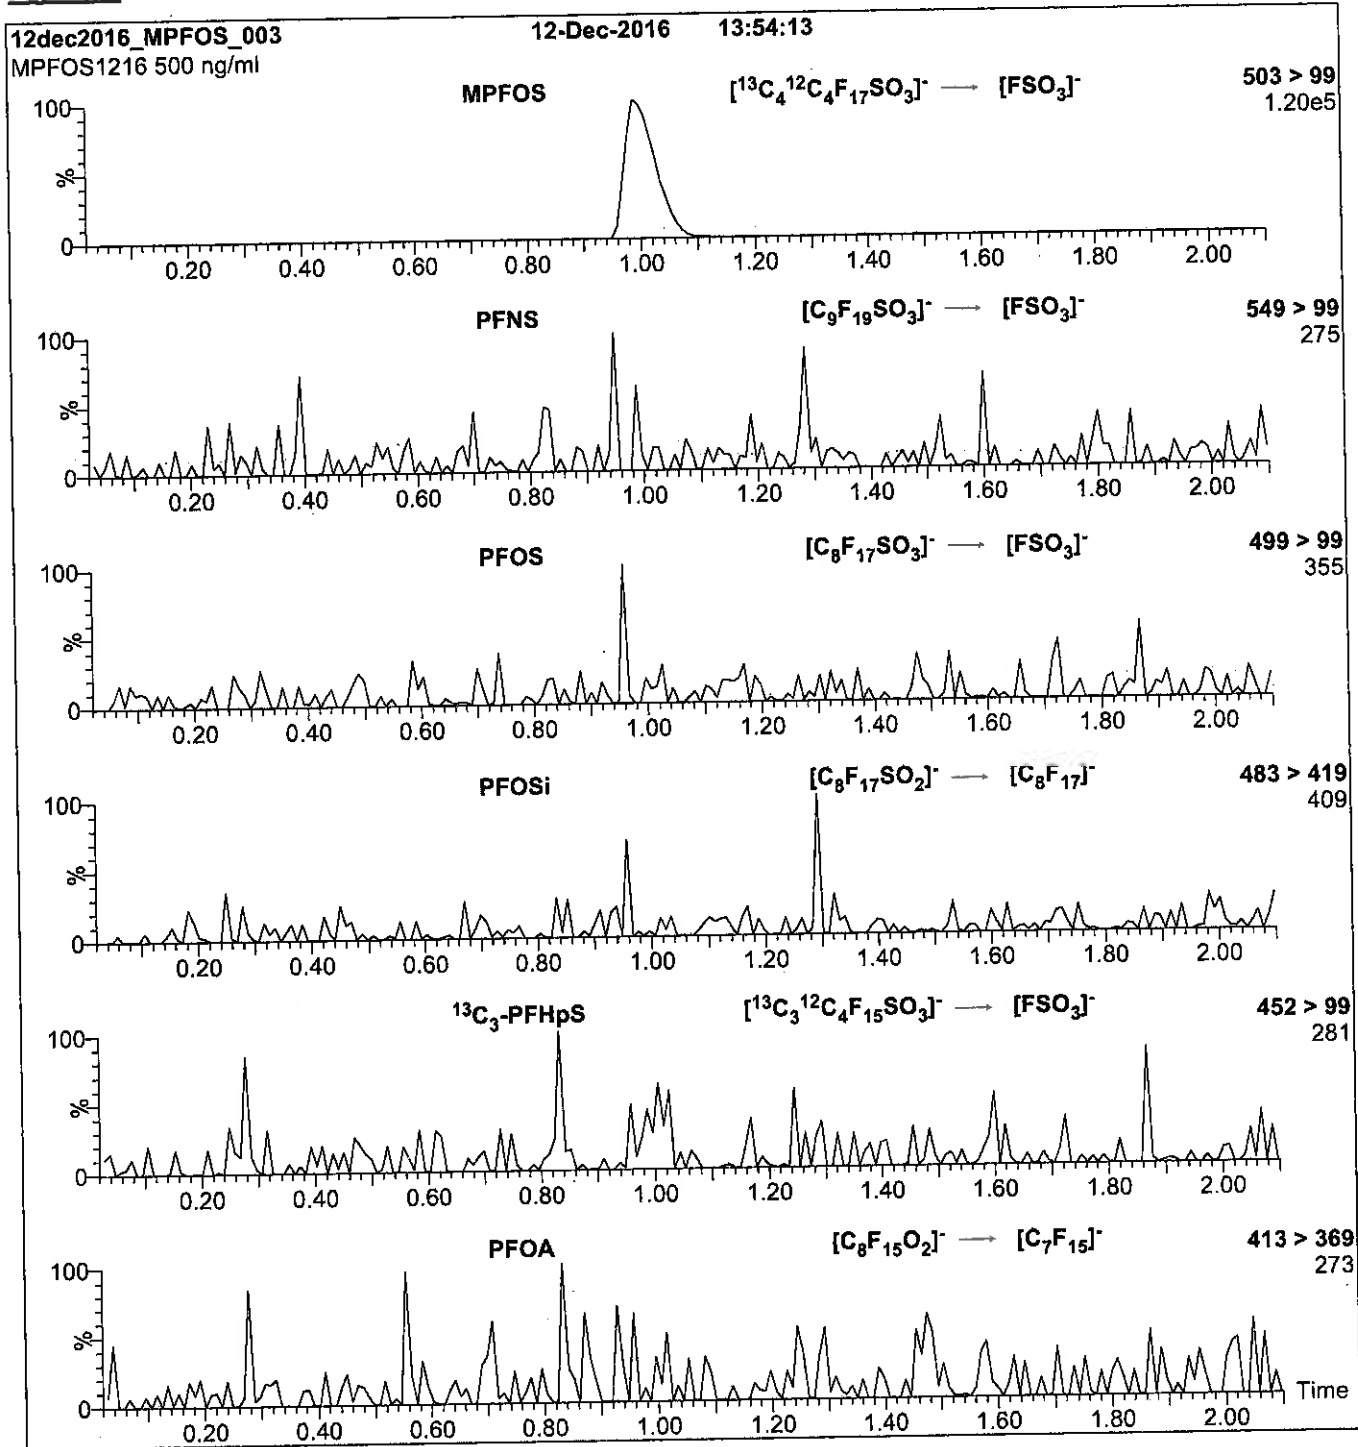 12dec2016_MPFOS_003 12-Dec-2016 13:54:13
MPFOS1216 500 ng/ml
MPFOS [¹³C₄¹²C₄F₁₇SO₃]⁻ → [FSO₃]⁻ 503 > 99
1.20e5
100
%
0
0.20 0.40 0.60 0.80 1.00 1.20 1.40 1.60 1.80 2.00
PFNS [C₉F₁₉SO₃]⁻ → [FSO₃]⁻ 549 > 99
275
100
%
0
0.20 0.40 0.60 0.80 1.00 1.20 1.40 1.60 1.80 2.00
PFOS [C₈F₁₇SO₃]⁻ → [FSO₃]⁻ 499 > 99
355
100
%
0
0.20 0.40 0.60 0.80 1.00 1.20 1.40 1.60 1.80 2.00
PFOSi [C₈F₁₇SO₂]⁻ → [C₈F₁₇]⁻ 483 > 419
409
100
%
0
0.20 0.40 0.60 0.80 1.00 1.20 1.40 1.60 1.80 2.00
¹³C₃-PFHpS [¹³C₃¹²C₄F₁₅SO₃]⁻ → [FSO₃]⁻ 452 > 99
281
100
%
0
0.20 0.40 0.60 0.80 1.00 1.20 1.40 1.60 1.80 2.00
PFOA [C₈F₁₅O₂]⁻ → [C₇F₁₅]⁻ 413 > 369
273
100
%
0
0.20 0.40 0.60 0.80 1.00 1.20 1.40 1.60 1.80 2.00 Time